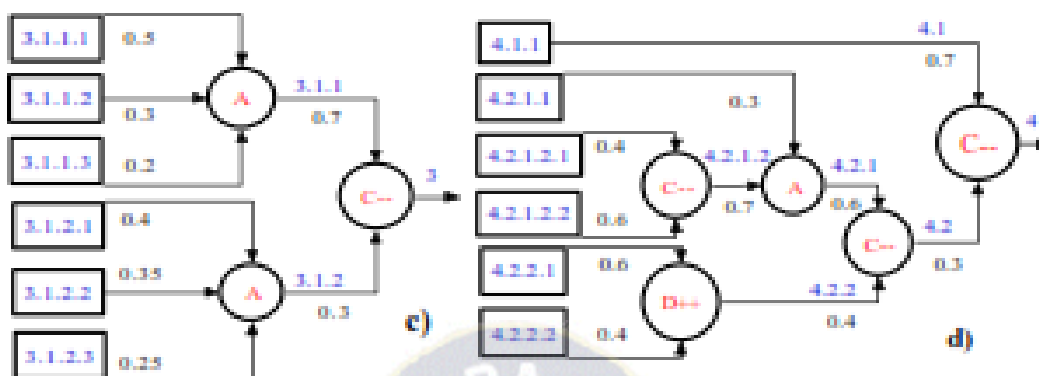 3.1.1.1 0.5
3.1.1.2 0.3
3.1.1.3 0.2
A
3.1.1
0.7
3.1.2.1 0.4
3.1.2.2 0.35
3.1.2.3 0.25
A
3.1.2
0.3
C--
3
c)
4.1.1
4.1
0.7
4.2.1.1
0.3
4.2.1.2.1 0.4
4.2.1.2.2 0.6
C--
4.2.1.2
0.7
A
4.2.1
0.6
4.2.2.1 0.6
4.2.2.2 0.4
D++
4.2.2
0.4
C--
4.2
0.3
C--
4
d)